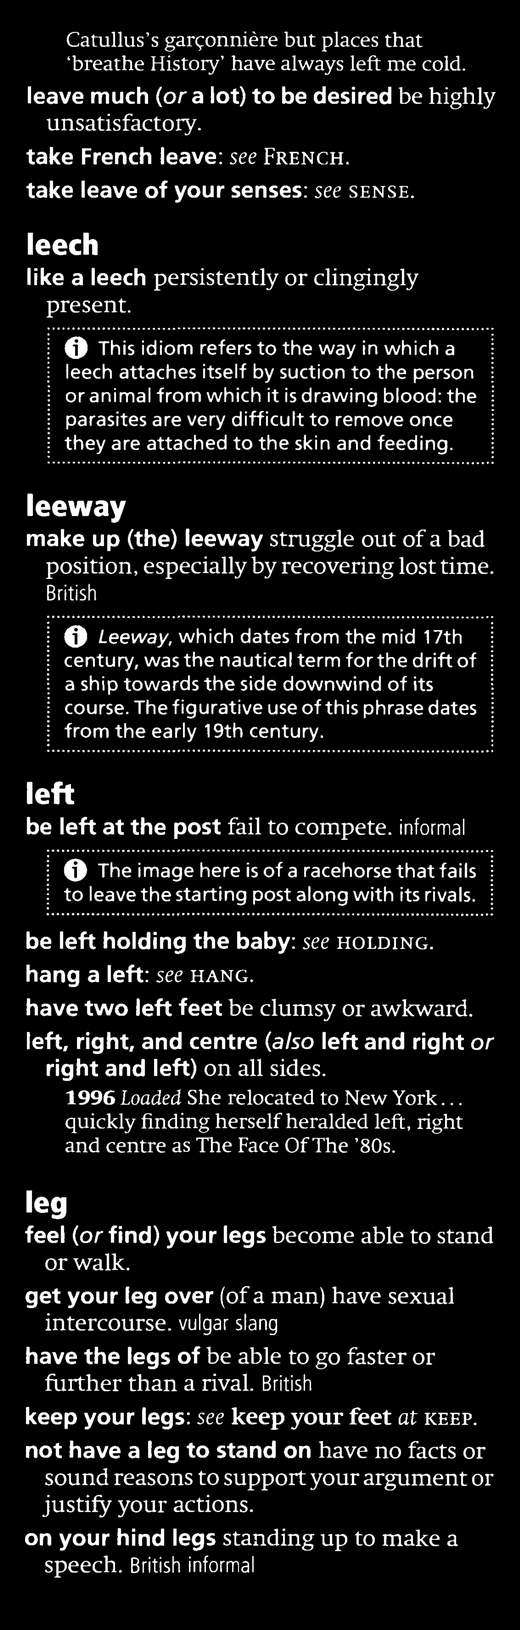 Catullus's garçonnière but places that
‘breathe History’ have always left me cold.
leave much (or a lot) to be desired be highly
unsatisfactory.
take French leave: see FRENCH.
take leave of your senses: see SENSE.
leech
like a leech persistently or clingingly
present.
This idiom refers to the way in which a
leech attaches itself by suction to the person
or animal from which it is drawing blood: the
parasites are very difficult to remove once
they are attached to the skin and feeding.
leeway
make up (the) leeway struggle out of a bad
position, especially by recovering lost time.
British
Leeway, which dates from the mid 17th
century, was the nautical term for the drift of
a ship towards the side downwind of its
course. The figurative use of this phrase dates
from the early 19th century.
left
be left at the post fail to compete. informal
The image here is of a racehorse that fails
to leave the starting post along with its rivals.
be left holding the baby: see HOLDING.
hang a left: see HANG.
have two left feet be clumsy or awkward.
left, right, and centre (also left and right or
right and left) on all sides.
1996 Loaded She relocated to New York...
quickly finding herself heralded left, right
and centre as The Face Of The '80s.
leg
feel (or find) your legs become able to stand
or walk.
get your leg over (of a man) have sexual
intercourse. vulgar slang
have the legs of be able to go faster or
further than a rival. British
keep your legs: see keep your feet at KEEP.
not have a leg to stand on have no facts or
sound reasons to support your argument or
justify your actions.
on your hind legs standing up to make a
speech. British informal